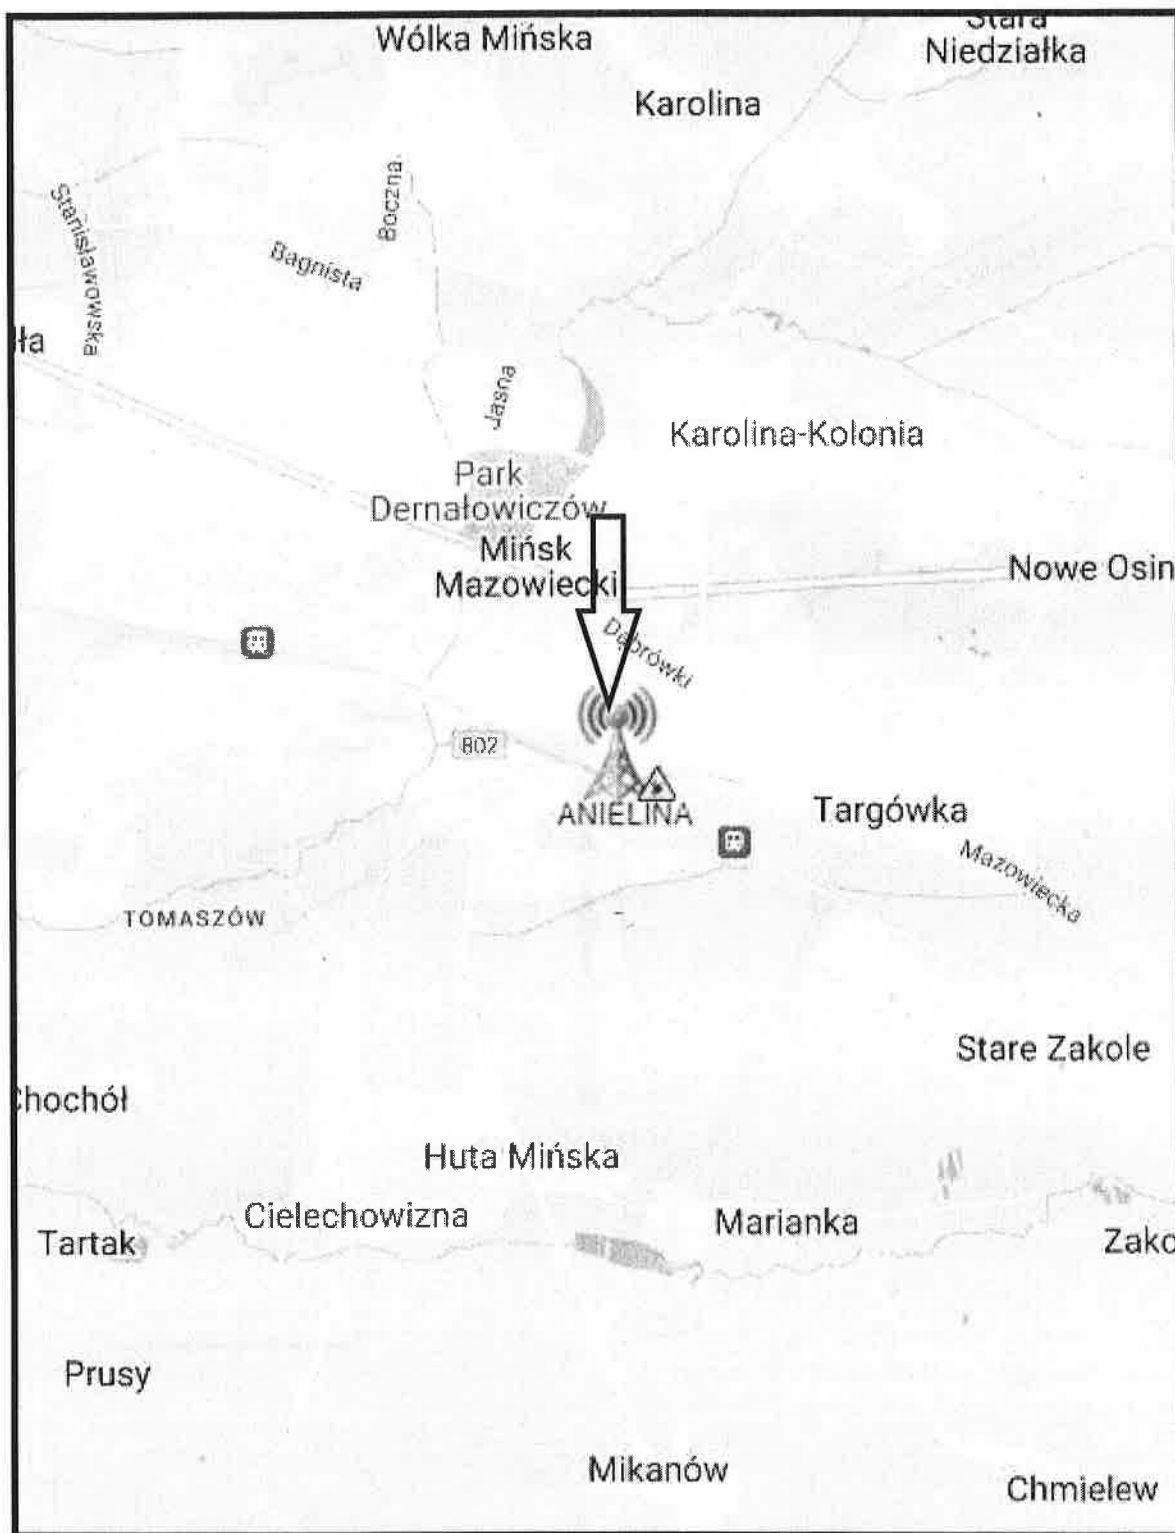 Stara
Niedziałka
Wólka Mińska
Karolina
Boczna
Stanisławowska
Bagnista
ła
Jasna
Karolina-Kolonia
Park
Dernałowiczów
Mińsk
Mazowiecki
Nowe Osin
Dąbrówki
802
ANIELINA
Targówka
Mazowiecka
TOMASZÓW
Stare Zakole
Chochół
Huta Mińska
Cielechowizna
Marianka
Tartak
Zako
Prusy
Mikanów
Chmielew